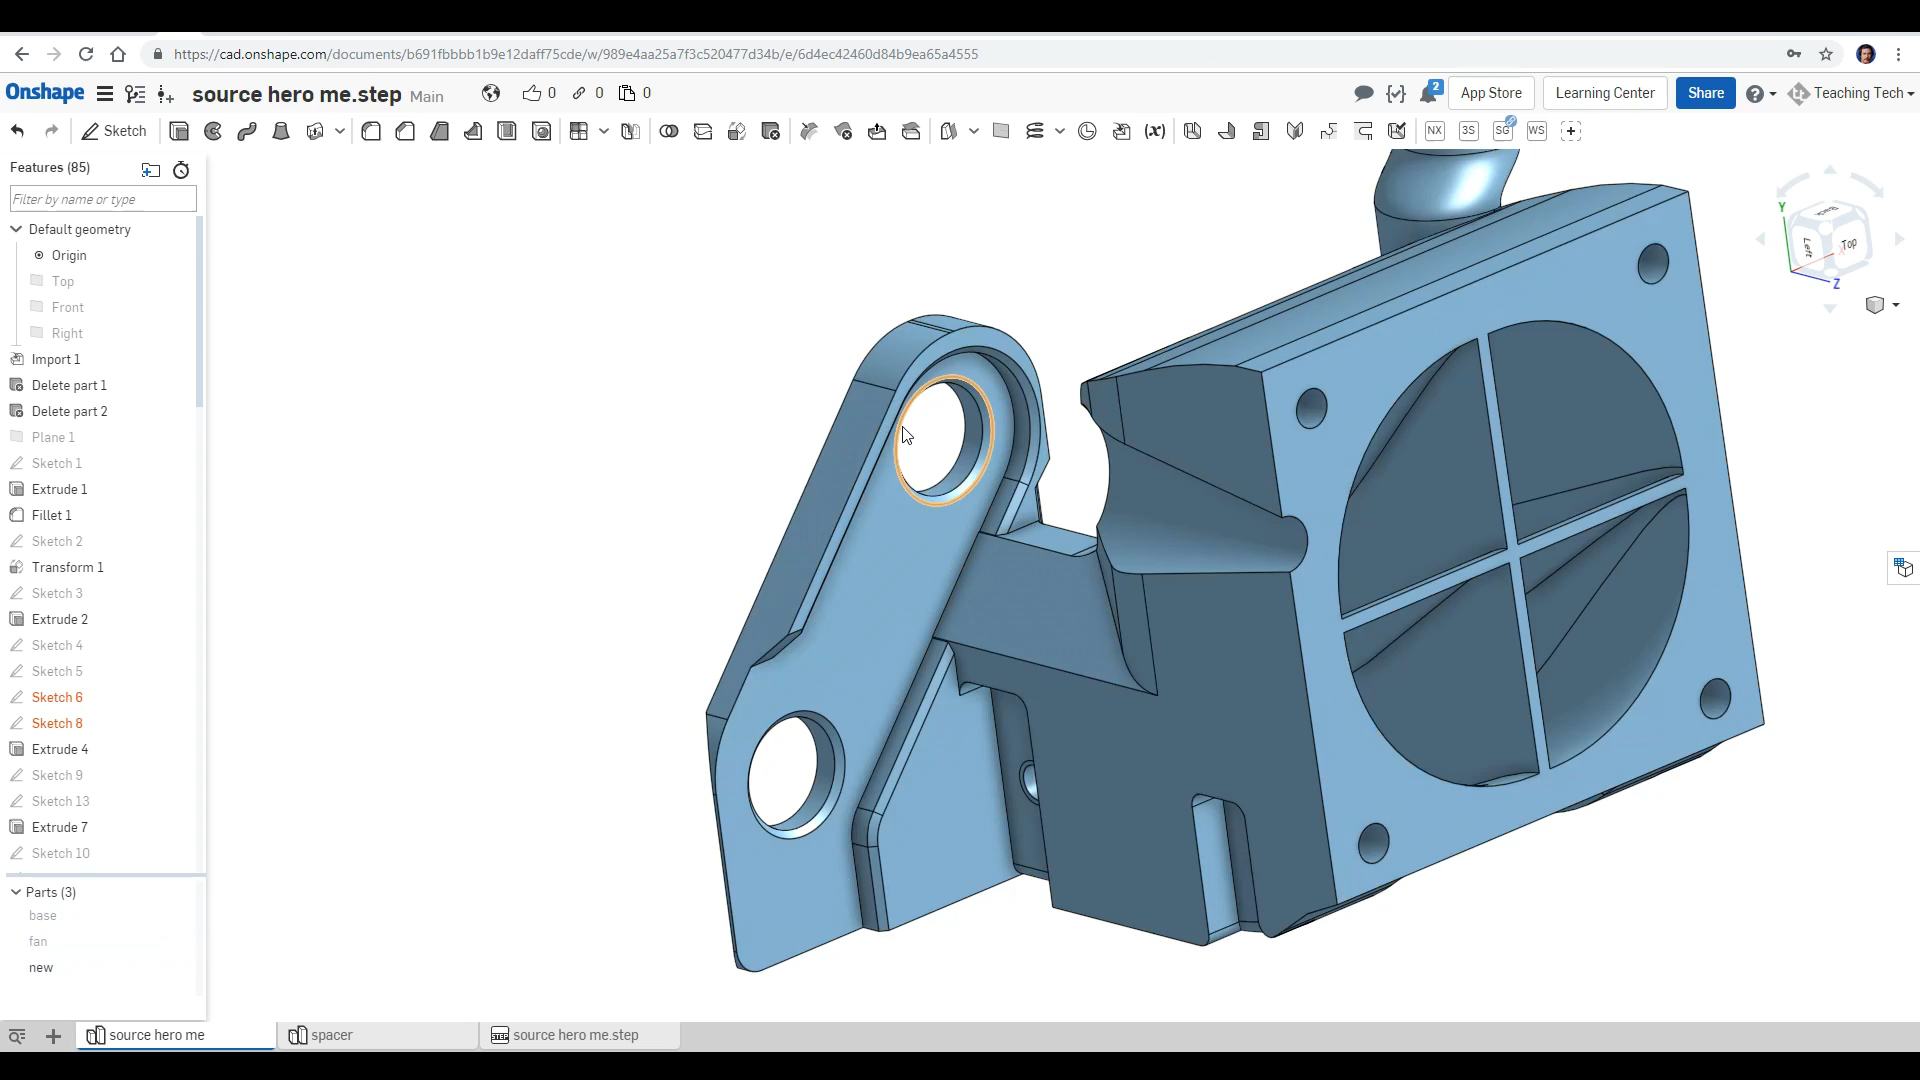 https://cad.onshape.com/documents/b691fbbbb1b9e12daff75cde/w/989e4aa25a7f3c520477d34b/e/6d4ec42460d84b9ea65a4555
Onshape source hero me.step Main 0 0 0 2 App Store Learning Center Share Teaching Tech
Sketch (x) NX 3S SG WS
Features (85)
Filter by name or type
Default geometry
Origin
Top
Front
Right
Import 1
Delete part 1
Delete part 2
Plane 1
Sketch 1
Extrude 1
Fillet 1
Sketch 2
Transform 1
Sketch 3
Extrude 2
Sketch 4
Sketch 5
Sketch 6
Sketch 8
Extrude 4
Sketch 9
Sketch 13
Extrude 7
Sketch 10
Parts (3)
base
fan
new
Y
Back
Left
Top
X
Z
source hero me
spacer
STEP source hero me.step